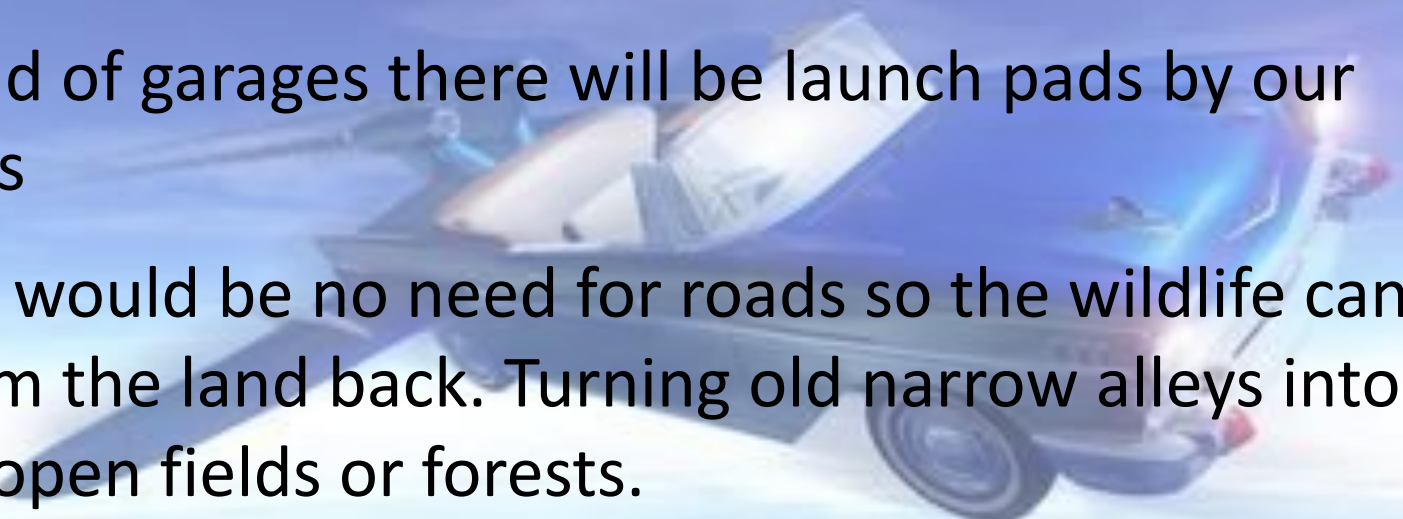 d of garages there will be launch pads by our
s
would be no need for roads so the wildlife can
m the land back. Turning old narrow alleys into
open fields or forests.